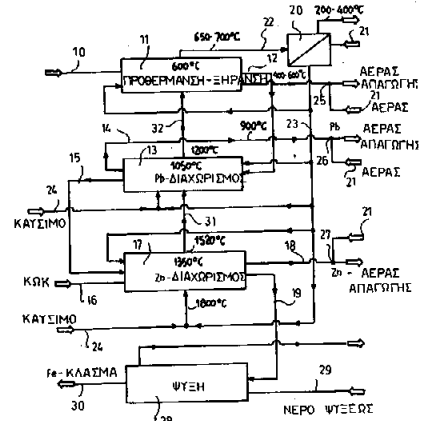 200-400°C
650-700°C
22
20
21
11
12
10
600°C
ΠΡΟΘΕΡΜΑΝΣΗ-ΞΗΡΑΝΣΗ
400-600°C
ΑΕΡΑΣ
ΑΠΑΓΩΓΗΣ
25
21
ΑΕΡΑΣ
32
23
14
1200°C
900°C
Pb
ΑΕΡΑΣ
ΑΠΑΓΩΓΗΣ
26
13
15
1050°C
Pb-ΔΙΑΧΩΡΙΣΜΟΣ
21
ΑΕΡΑΣ
24
ΚΑΥΣΙΜΟ
31
21
17
1520°C
1350°C
Zn-ΔΙΑΧΩΡΙΣΜΟΣ
18
27
Zn-
ΑΕΡΑΣ
ΑΠΑΓΩΓΗΣ
ΚΩΚ
16
19
ΚΑΥΣΙΜΟ
1800°C
24
Fe-ΚΛΑΣΜΑ
30
ΨΥΞΗ
29
ΝΕΡΟ ΨΥΞΕΩΣ
28